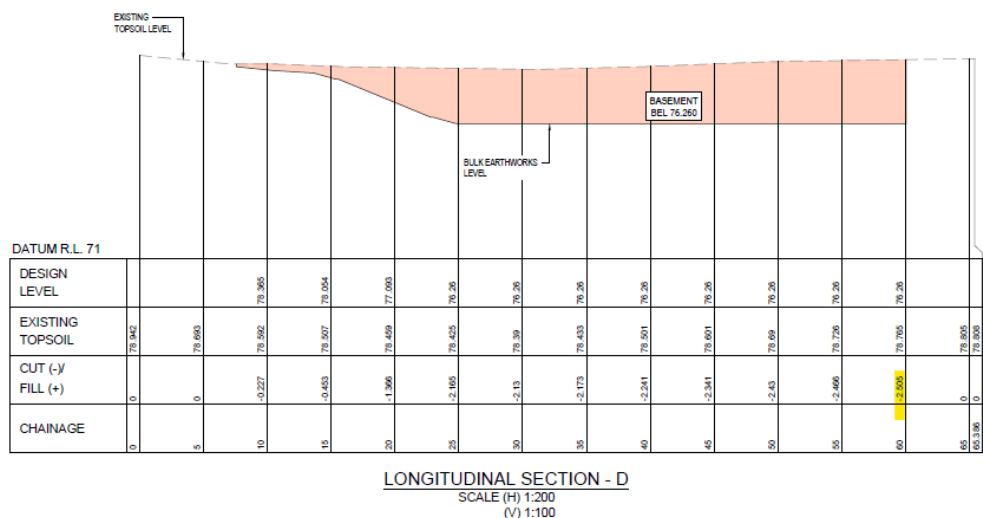 EXISTING
TOPSOIL LEVEL
BASEMENT
BEL 76.260
BULK EARTHWORKS
LEVEL
DATUM R.L. 71
DESIGN
LEVEL
78.365 78.054 77.093 76.26 76.26 76.26 76.26 76.26 76.26 76.26 76.26
EXISTING
TOPSOIL
78.942 78.693 78.592 78.507 78.459 78.425 78.39 78.433 78.501 78.601 78.69 78.726 78.765 78.805 78.808
CUT (-)/
FILL (+)
0 0 -0.227 -0.453 -1.366 -2.165 -2.13 -2.173 -2.241 -2.341 -2.43 -2.466 -2.505 0 0
CHAINAGE
0 5 10 15 20 25 30 35 40 45 50 55 60 65 65.386
LONGITUDINAL SECTION - D
SCALE (H) 1:200
(V) 1:100